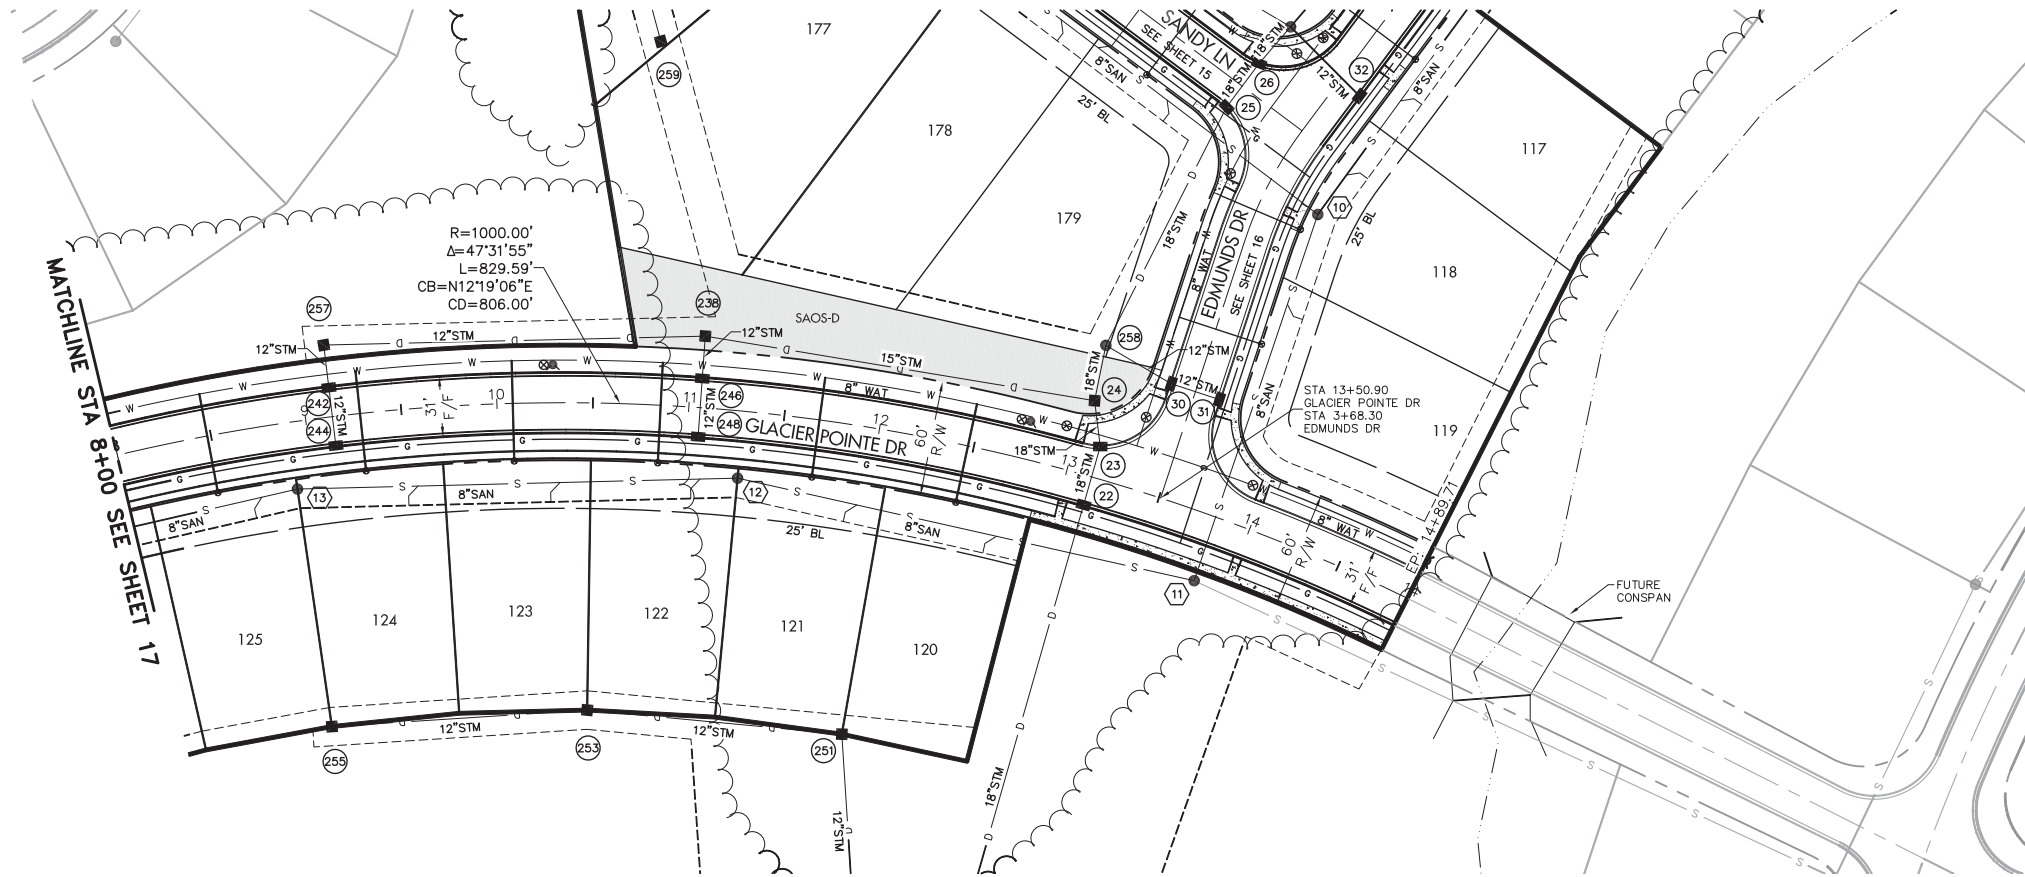 177
259
178
179
25' BL
8"SAN
SANDY LN
SEE SHEET 15
18"STM
18"STM
26
25
12"STM
32
8"SAN
117
10
25' BL
118
119
18"STM
8" WAT
EDMUNDS DR
SEE SHEET 16
R=1000.00'
Δ=47°31'55"
L=829.59'
CB=N12°19'06"E
CD=806.00'
MATCHLINE STA 8+00 SEE SHEET 17
257
12"STM
12"STM
238
SAOS-D
12"STM
15"STM
258
12"STM
12"STM
18"STM
24
30
31
8"SAN
STA 13+50.90
GLACIER POINTE DR
STA 3+68.30
EDMUNDS DR
242
244
12"STM
9
10
31'
F/F
11
246
248
12"STM
12
8" WAT
GLACIER POINTE DR
60'
R/W
18"STM
13
23
18"STM
22
14
60'
R/W
8" WAT
31'
F/F
EP: 14+89.71
8"SAN
13
8"SAN
12
25' BL
8"SAN
11
FUTURE
CONSPAN
125
124
123
122
121
120
255
12"STM
253
12"STM
251
12"STM
18"STM